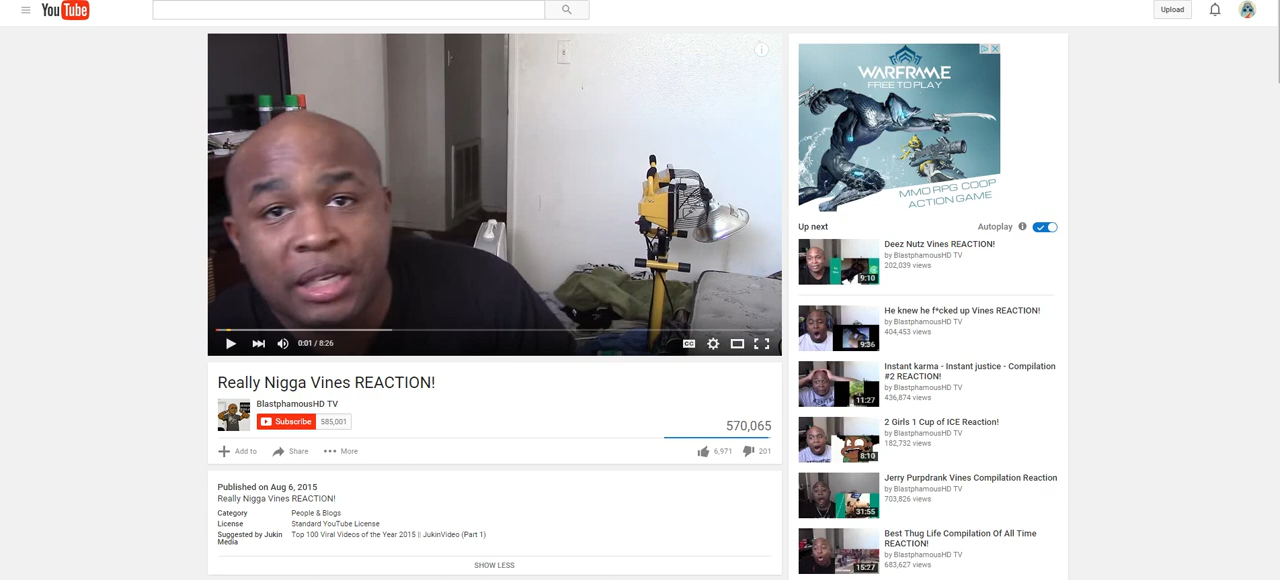 YouTube
Upload
WARFRAME
FREE TO PLAY
MMO RPG COOP
ACTION GAME
0:01 / 8:26
CC
Really Nigga Vines REACTION!
BlastphamousHD TV
Subscribe 585,001
570,065
Add to Share More 6,971 201
Published on Aug 6, 2015
Really Nigga Vines REACTION!
Category People & Blogs
License Standard YouTube License
Suggested by Jukin Media Top 100 Viral Videos of the Year 2015 || JukinVideo (Part 1)
SHOW LESS
Up next Autoplay
Deez Nutz Vines REACTION!
by BlastphamousHD TV
202,039 views
9:10
He knew he f*cked up Vines REACTION!
by BlastphamousHD TV
404,453 views
9:36
Instant karma - Instant justice - Compilation
#2 REACTION!
by BlastphamousHD TV
436,874 views
11:27
2 Girls 1 Cup of ICE Reaction!
by BlastphamousHD TV
182,732 views
8:10
Jerry Purpdrank Vines Compilation Reaction
by BlastphamousHD TV
703,826 views
31:55
Best Thug Life Compilation Of All Time
REACTION!
by BlastphamousHD TV
683,627 views
15:27